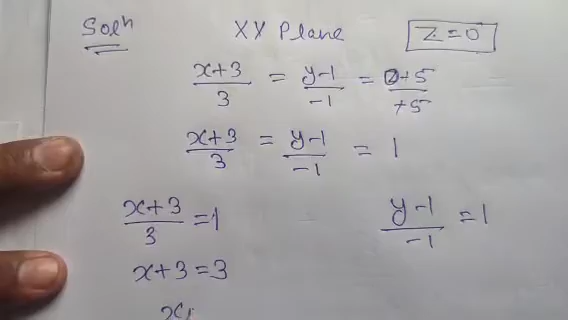 Solⁿ XY Plane Z=0
x+3/3 = y-1/-1 = 0+5/+5
x+3/3 = y-1/-1 = 1
x+3/3 = 1 y-1/-1 = 1
x+3 = 3
x